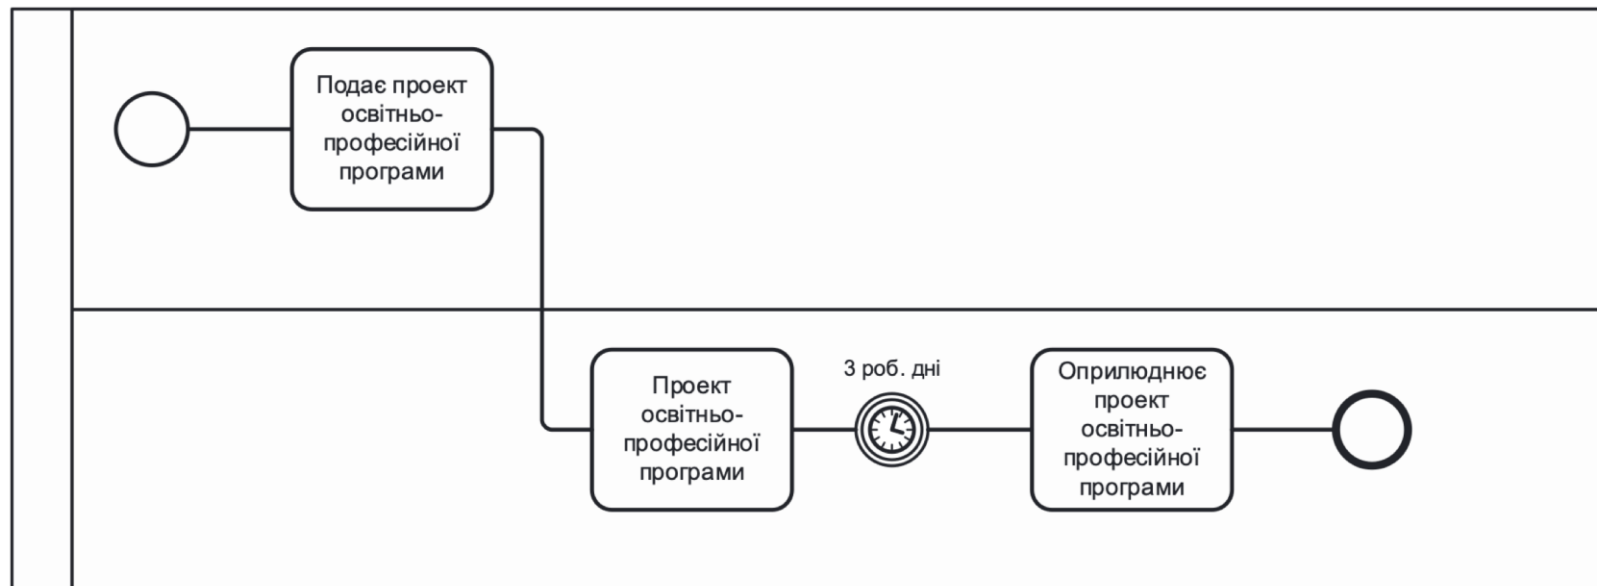 Подає проект
освітньо-
професійної
програми
Проект
освітньо-
професійної
програми
3 роб. дні
Оприлюднює
проект
освітньо-
професійної
програми